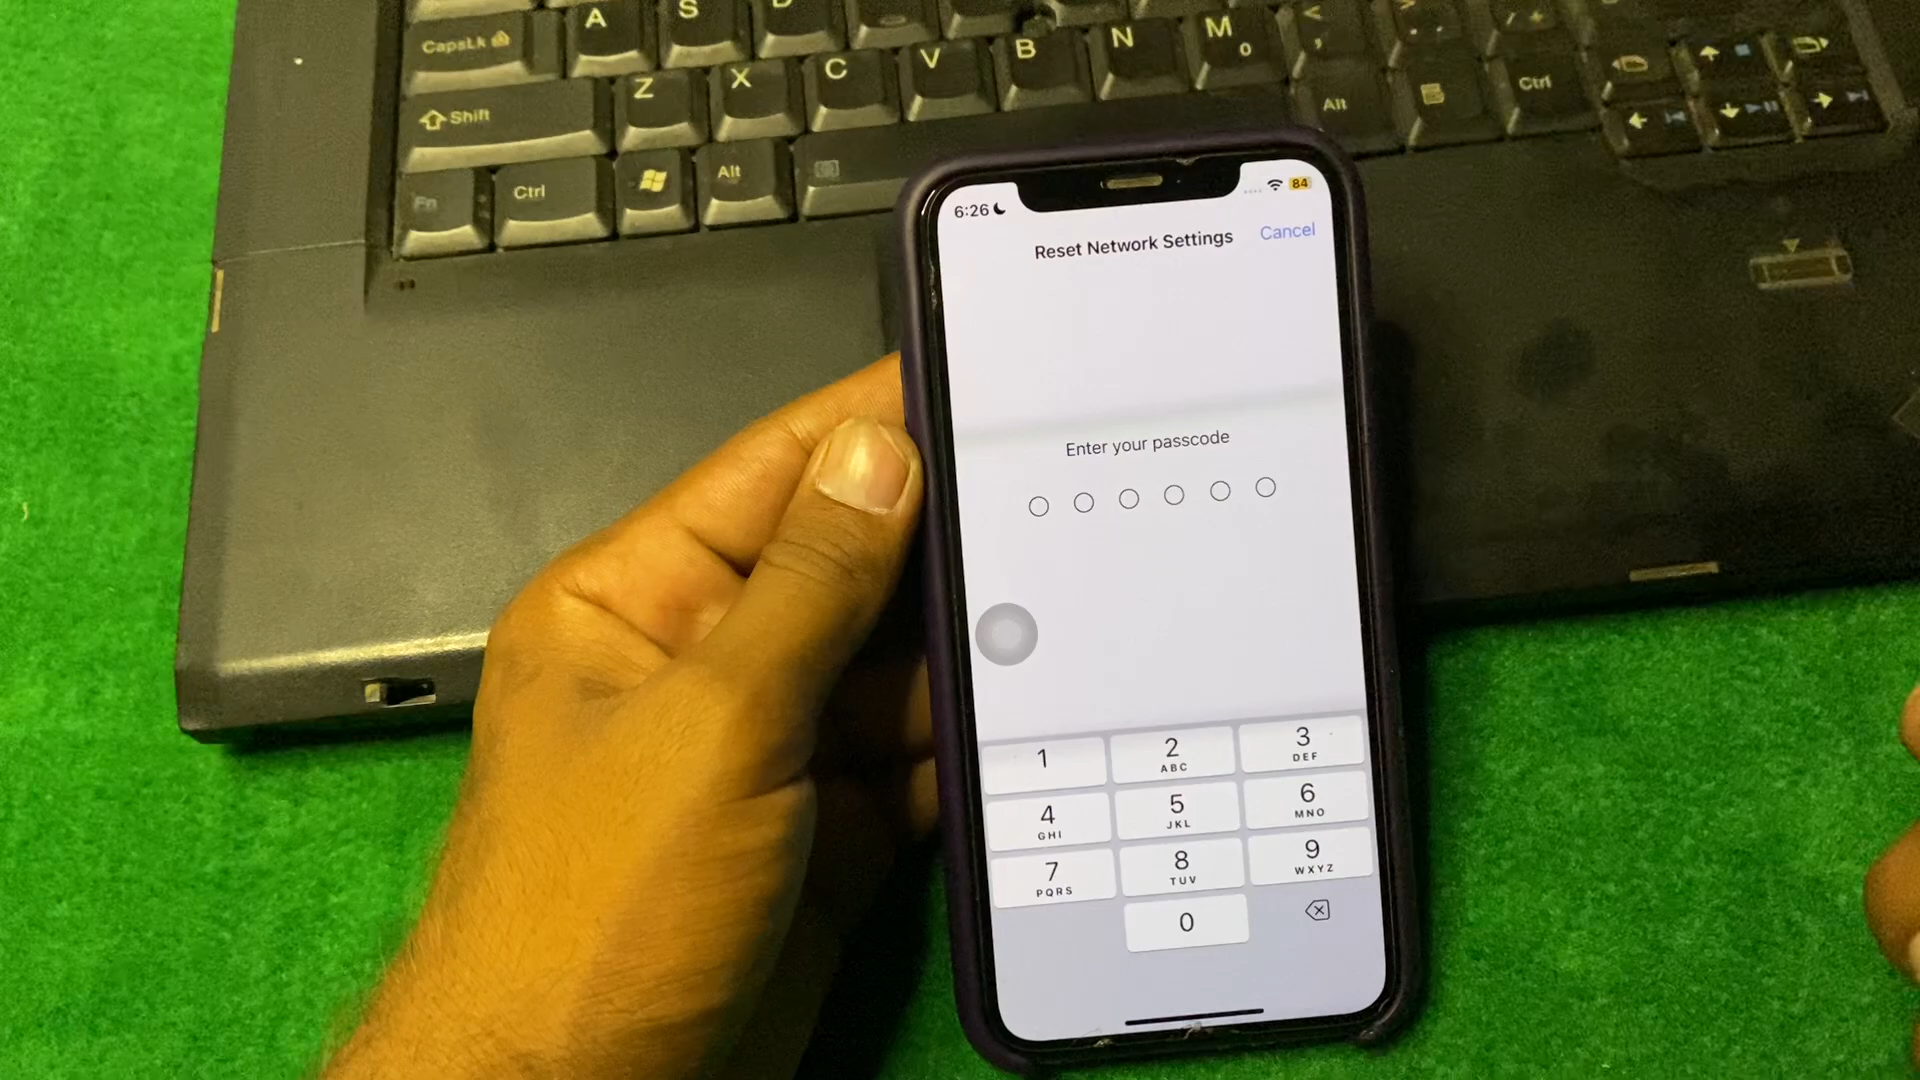 CapsLk A S
Shift Z X C V B N M
Fn Ctrl Alt Alt Ctrl
6:26 84
Reset Network Settings Cancel
Enter your passcode
1 2 3
ABC DEF
4 5 6
GHI JKL MNO
7 8 9
PQRS TUV WXYZ
0